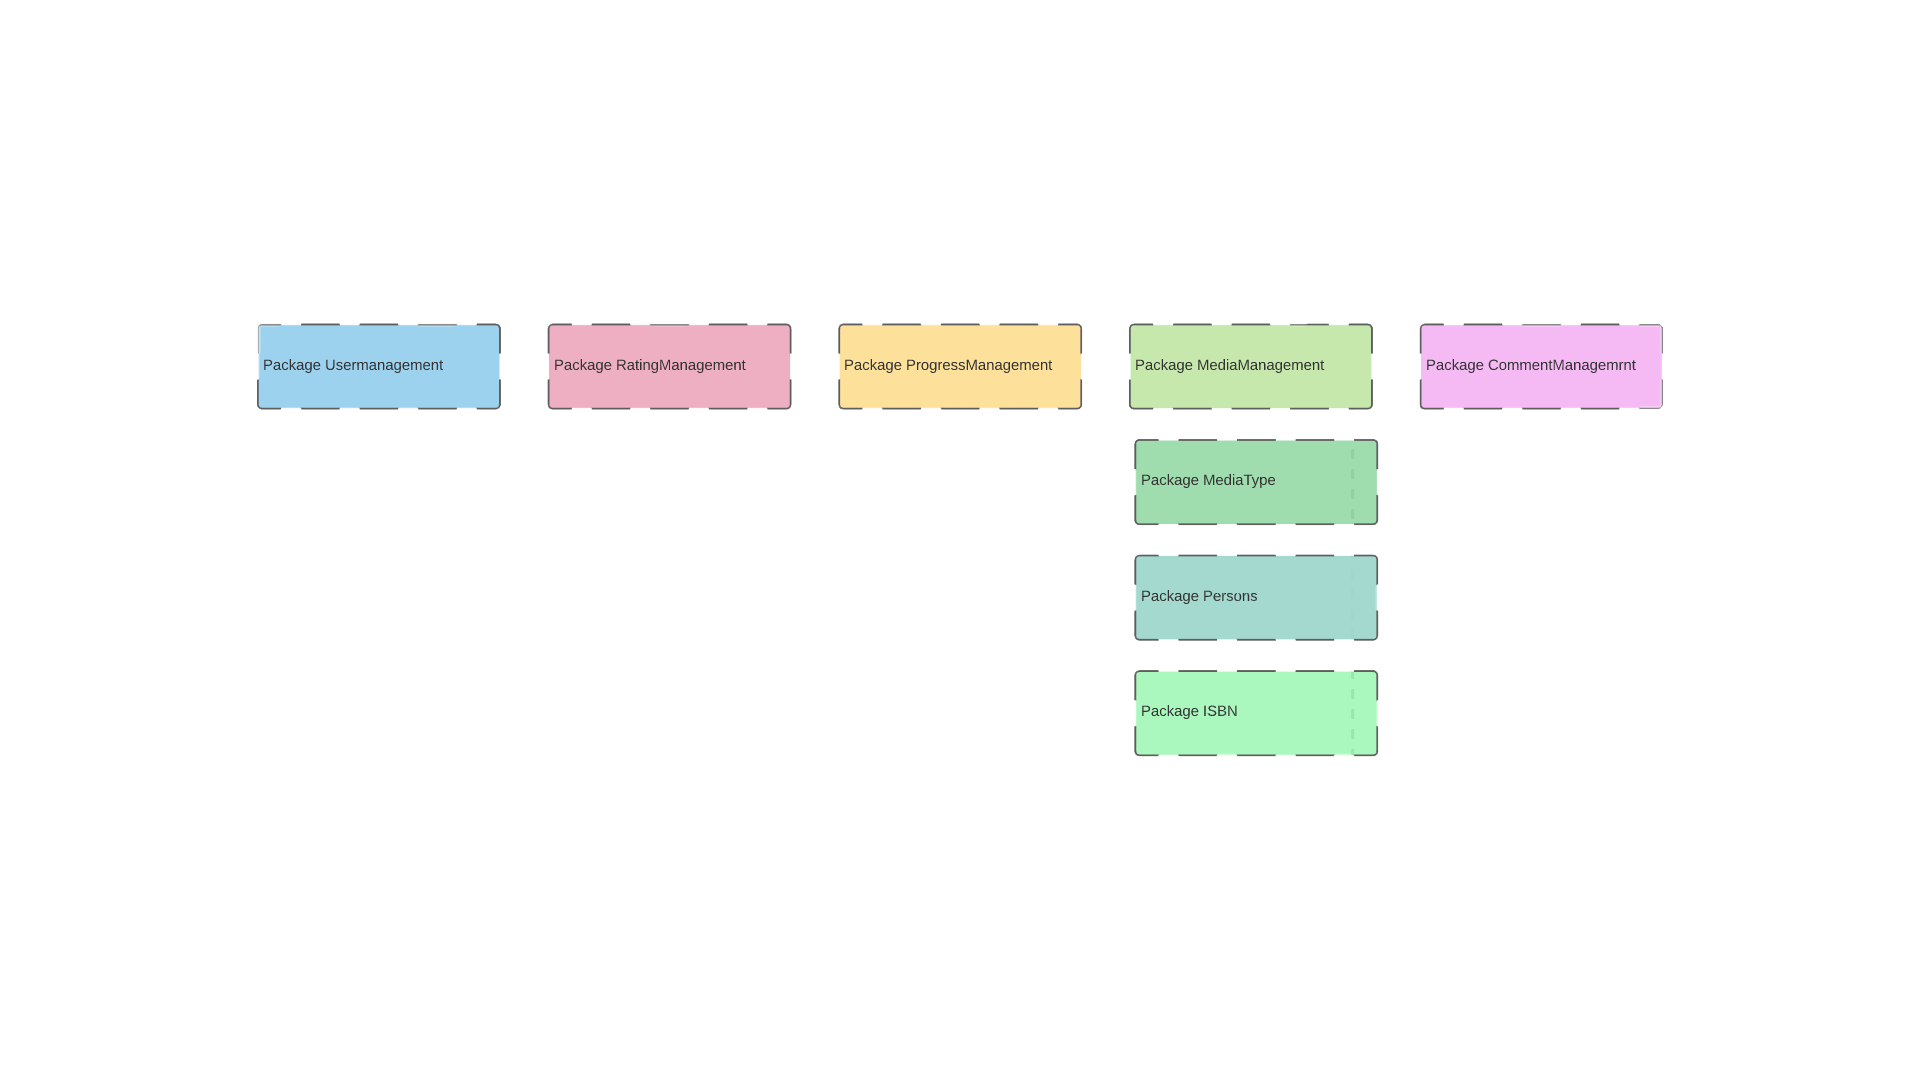 Package Usermanagement
Package RatingManagement
Package ProgressManagement
Package MediaManagement
Package CommentManagemrnt
Package MediaType
Package Persons
Package ISBN